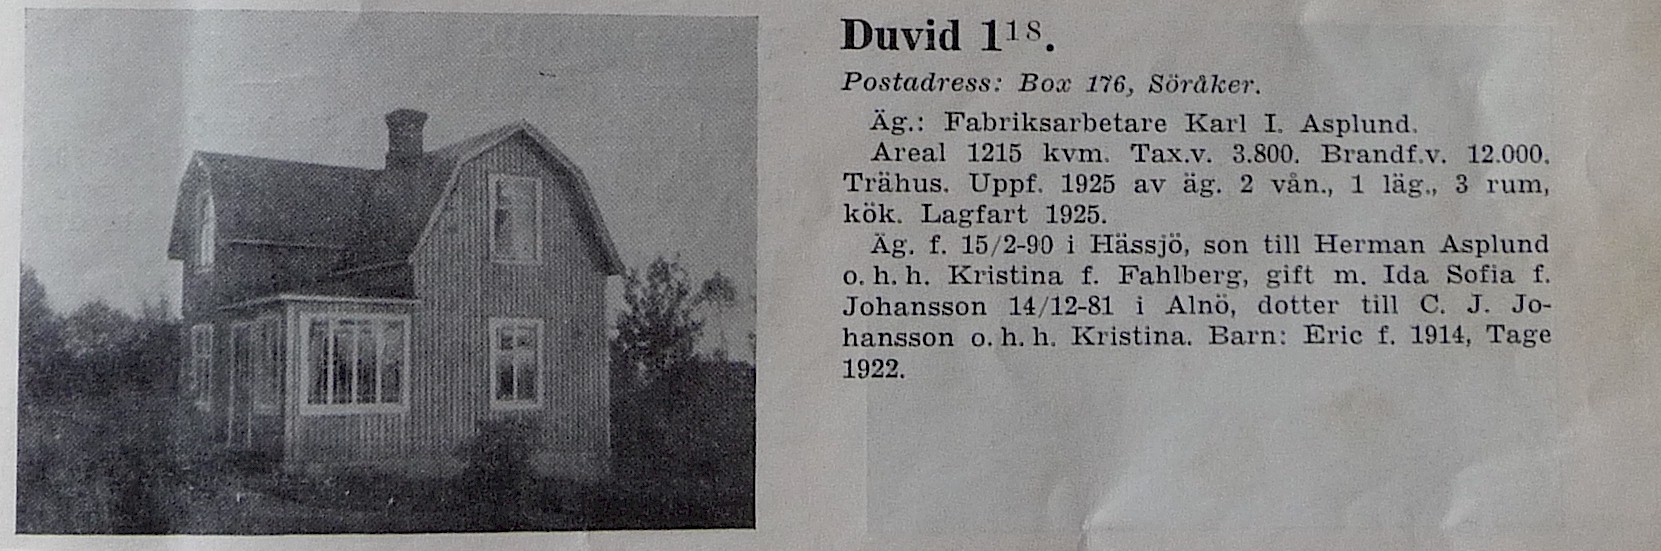 Duvid 1¹⁸.
Postadress: Box 176, Söråker.
Äg.: Fabriksarbetare Karl I. Asplund.
Areal 1215 kvm. Tax.v. 3.800. Brandf.v. 12.000.
Trähus. Uppf. 1925 av äg. 2 vån., 1 läg., 3 rum,
kök. Lagfart 1925.
Äg. f. 15/2-90 i Hässjö, son till Herman Asplund
o. h. h. Kristina f. Fahlberg, gift m. Ida Sofia f.
Johansson 14/12-81 i Alnö, dotter till C. J. Jo-
hansson o. h. h. Kristina. Barn: Eric f. 1914, Tage
1922.